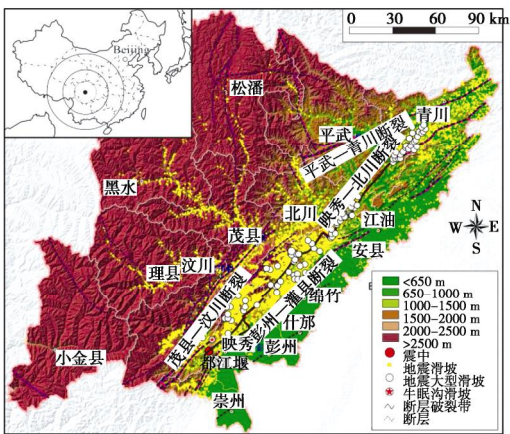 0 30 60 90 km
Beijing
松潘
青川
平武
平武—青川断裂
映秀—北川断裂
黑水
北川
江油
N
W E
S
茂县
安县
汶川
理县
绵竹
<650 m
650–1000 m
1000–1500 m
1500–2000 m
2000–2500 m
>2500 m
震中
地震滑坡
地震大型滑坡
牛眠沟滑坡
断层破裂带
断层
茂县—汶川断裂
彭州—灌县断裂
什邡
映秀
彭州
小金县
都江堰
崇州